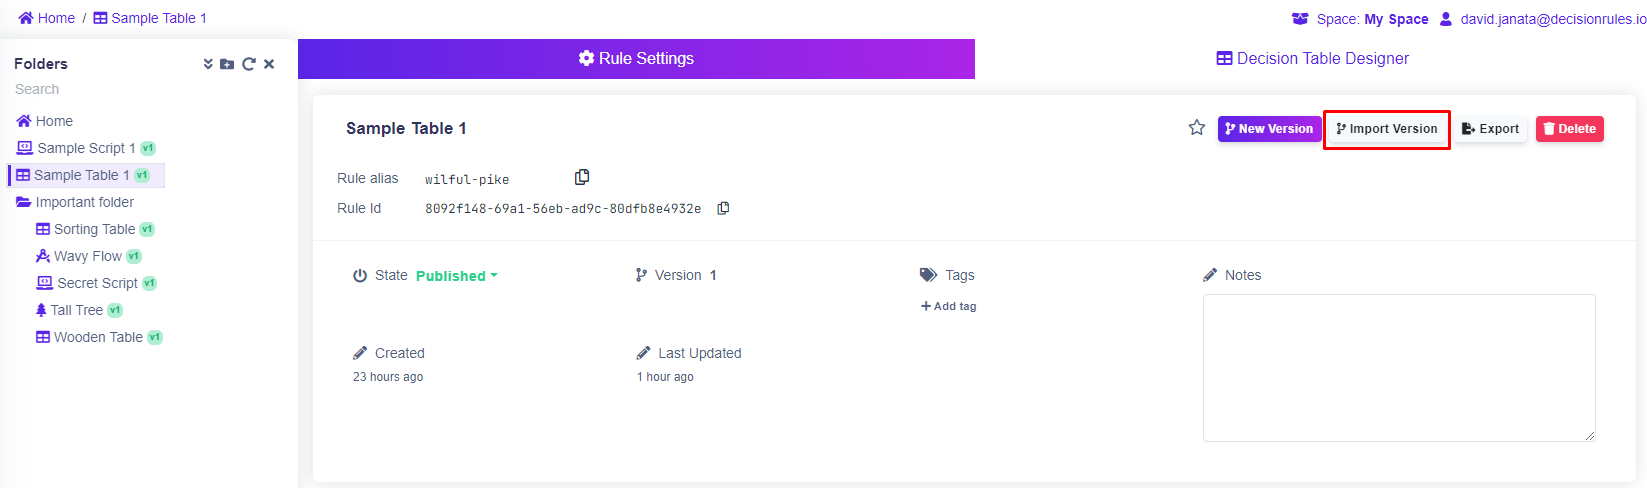 Home / Sample Table 1
Space: My Space david.janata@decisionrules.io
Folders
Search
Home
Sample Script 1 v1
Sample Table 1 v1
Important folder
Sorting Table v1
Wavy Flow v1
Secret Script v1
Tall Tree v1
Wooden Table v1
Rule Settings
Decision Table Designer
Sample Table 1
New Version
Import Version
Export
Delete
Rule alias wilful-pike
Rule Id 8092f148-69a1-56eb-ad9c-80dfb8e4932e
State Published
Version 1
Tags
+ Add tag
Notes
Created
23 hours ago
Last Updated
1 hour ago